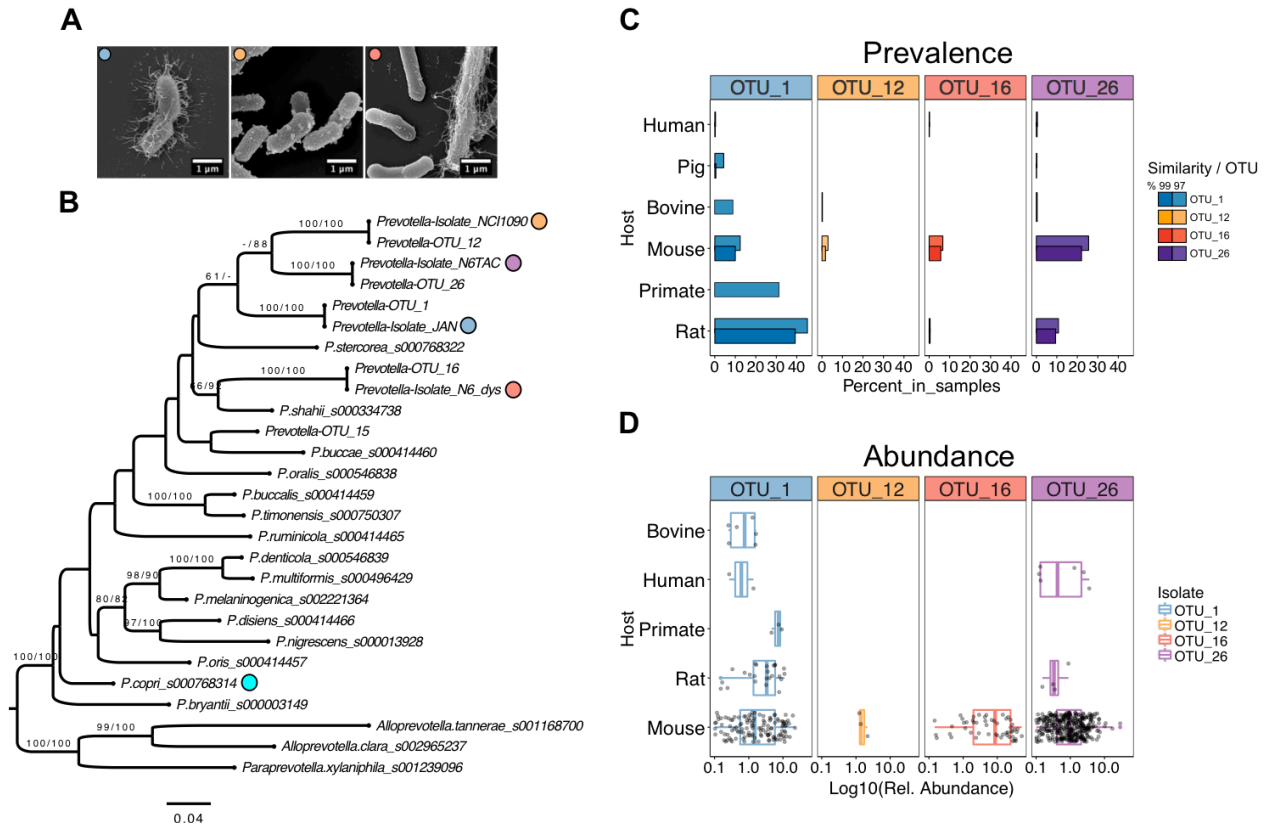 A
1 μm
1 μm
1 μm
B
100/100
Prevotella-Isolate_NCI1090
Prevotella-OTU_12
-/88
Prevotella-Isolate_N6TAC
100/100
Prevotella-OTU_26
61/-
Prevotella-OTU_1
100/100
Prevotella-Isolate_JAN
P.stercorea_s000768322
Prevotella-OTU_16
100/100
Prevotella-Isolate_N6_dys
P.shahii_s000334738
Prevotella-OTU_15
P.buccae_s000414460
P.oralis_s000546838
P.buccalis_s000414459
100/100
P.timonensis_s000750307
P.ruminicola_s000414465
P.denticola_s000546839
100/100
P.multiformis_s000496429
98/90
P.melaninogenica_s002221364
80/82
P.disiens_s000414466
97/100
P.nigrescens_s000013928
P.oris_s000414457
100/100
P.copri_s000768314
P.bryantii_s000003149
Alloprevotella.tannerae_s001168700
99/100
Alloprevotella.clara_s002965237
100/100
Paraprevotella.xylaniphila_s001239096
0.04
C
Prevalence
OTU_1 OTU_12 OTU_16 OTU_26
Human
Pig
Bovine
Mouse
Primate
Rat
Host
0 10 20 30 40 0 10 20 30 40 0 10 20 30 40 0 10 20 30 40
Percent_in_samples
Similarity / OTU
% 99 97
OTU_1
OTU_12
OTU_16
OTU_26
D
Abundance
OTU_1 OTU_12 OTU_16 OTU_26
Bovine
Human
Primate
Rat
Mouse
Host
0.1 1.0 10.0 0.1 1.0 10.0 0.1 1.0 10.0 0.1 1.0 10.0
Log10(Rel. Abundance)
Isolate
OTU_1
OTU_12
OTU_16
OTU_26